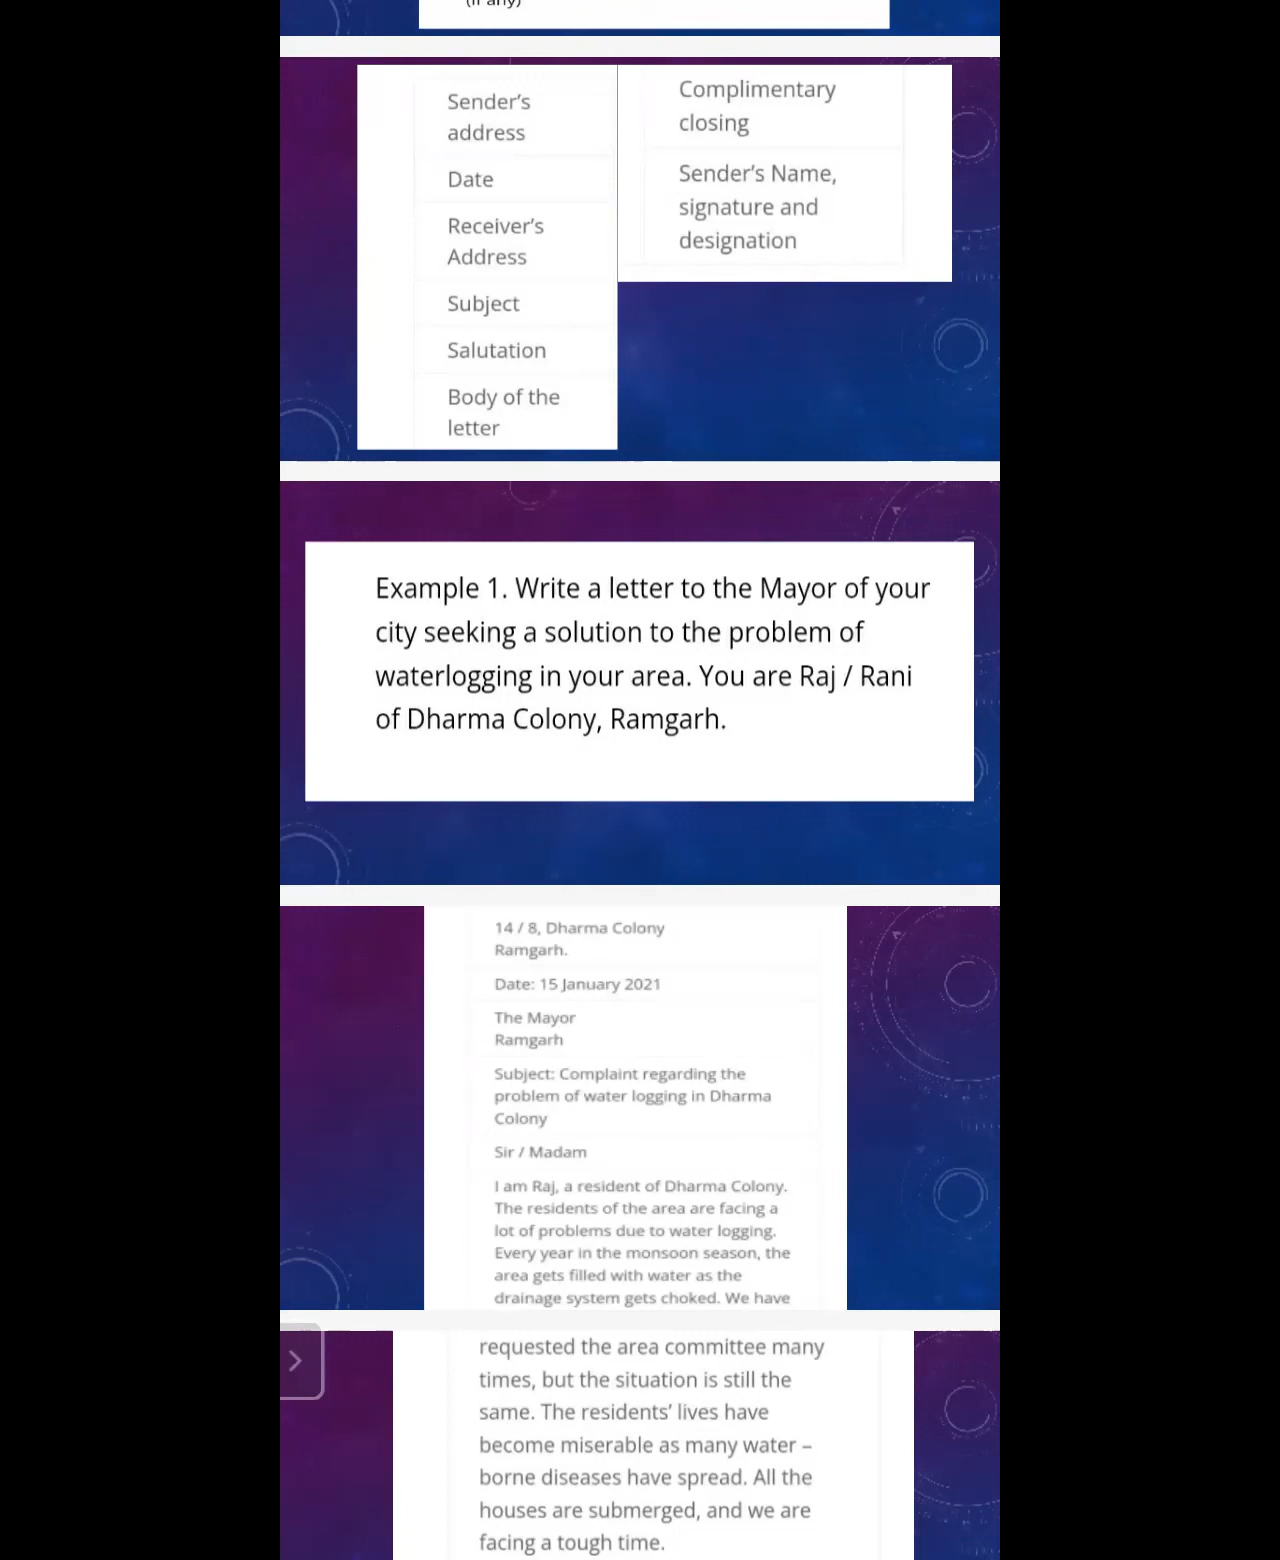 (if any)
Sender’s
address
Date
Receiver’s
Address
Subject
Salutation
Body of the
letter
Complimentary
closing
Sender’s Name,
signature and
designation
Example 1. Write a letter to the Mayor of your
city seeking a solution to the problem of
waterlogging in your area. You are Raj / Rani
of Dharma Colony, Ramgarh.
14 / 8, Dharma Colony
Ramgarh.
Date: 15 January 2021
The Mayor
Ramgarh
Subject: Complaint regarding the
problem of water logging in Dharma
Colony
Sir / Madam
I am Raj, a resident of Dharma Colony.
The residents of the area are facing a
lot of problems due to water logging.
Every year in the monsoon season, the
area gets filled with water as the
drainage system gets choked. We have
requested the area committee many
times, but the situation is still the
same. The residents’ lives have
become miserable as many water –
borne diseases have spread. All the
houses are submerged, and we are
facing a tough time.